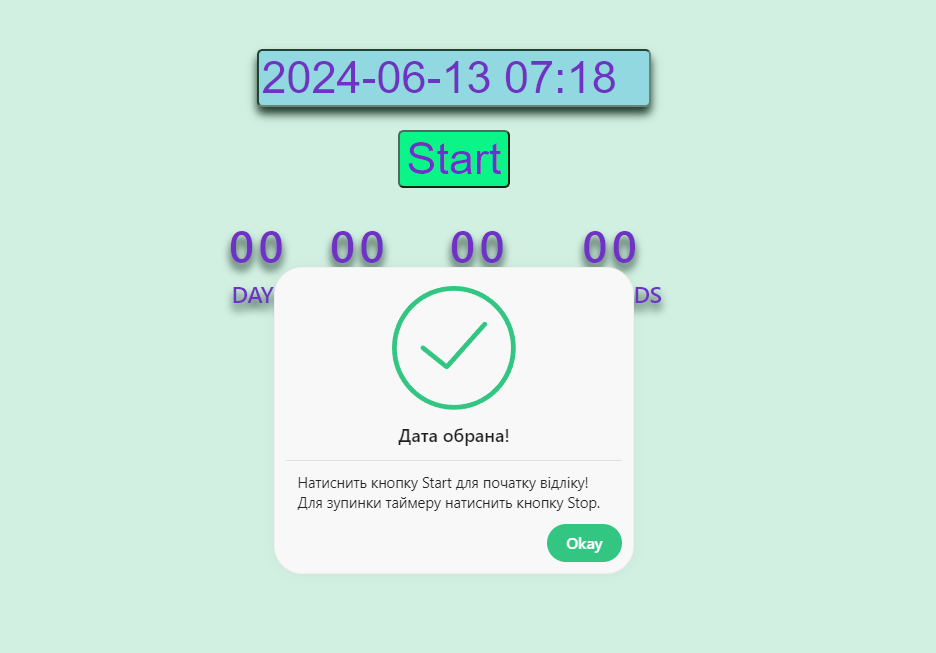 2024-06-13 07:18
Start
00 00 00 00
DAY DS
Дата обрана!
Натиснить кнопку Start для початку відліку!
Для зупинки таймеру натиснить кнопку Stop.
Okay